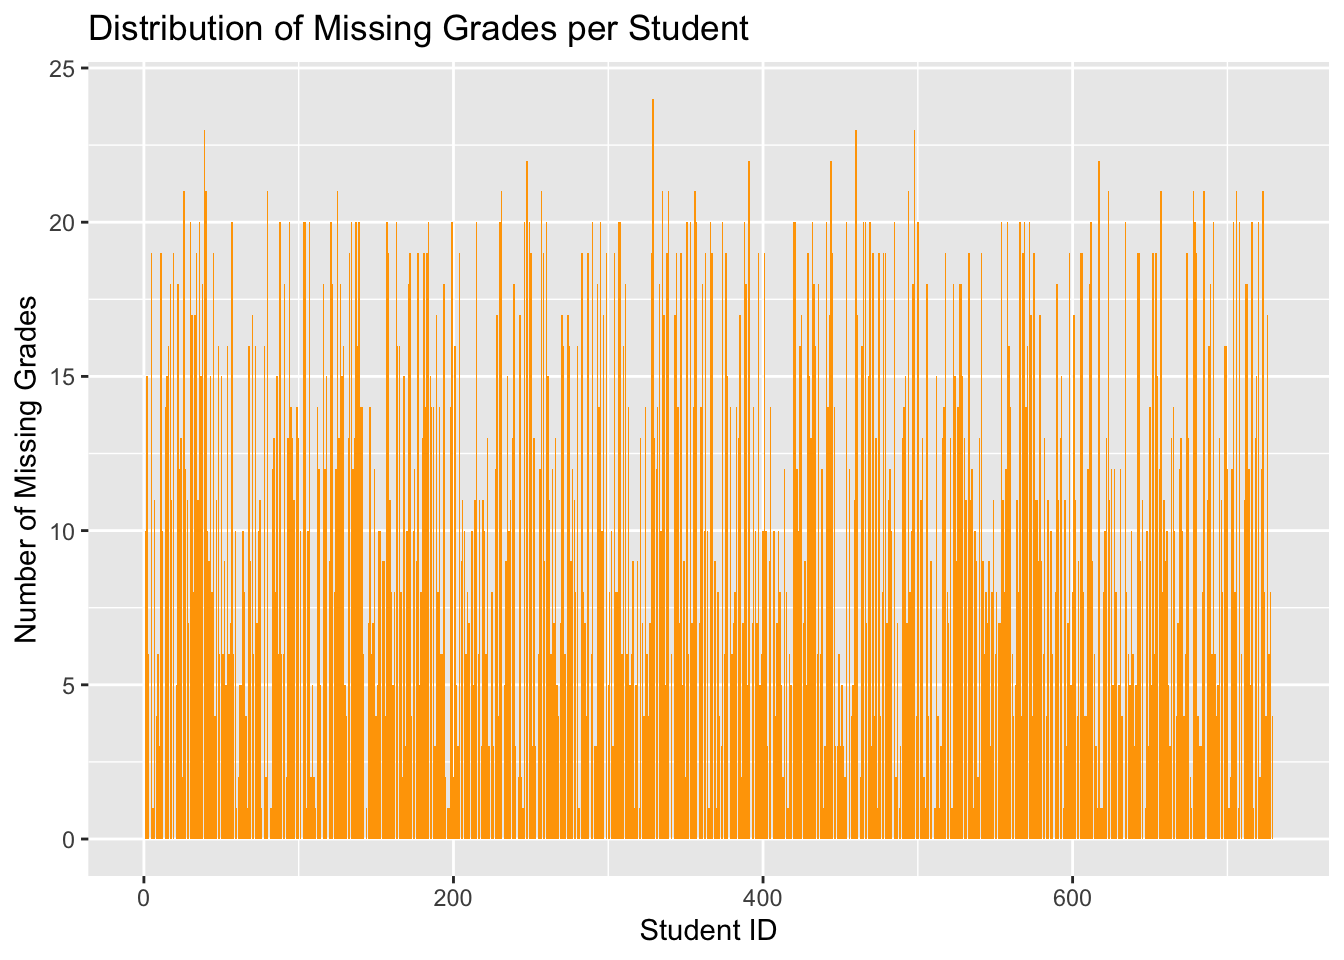 Distribution of Missing Grades per Student
Number of Missing Grades
25
20
15
10
5
0
0 200 400 600
Student ID